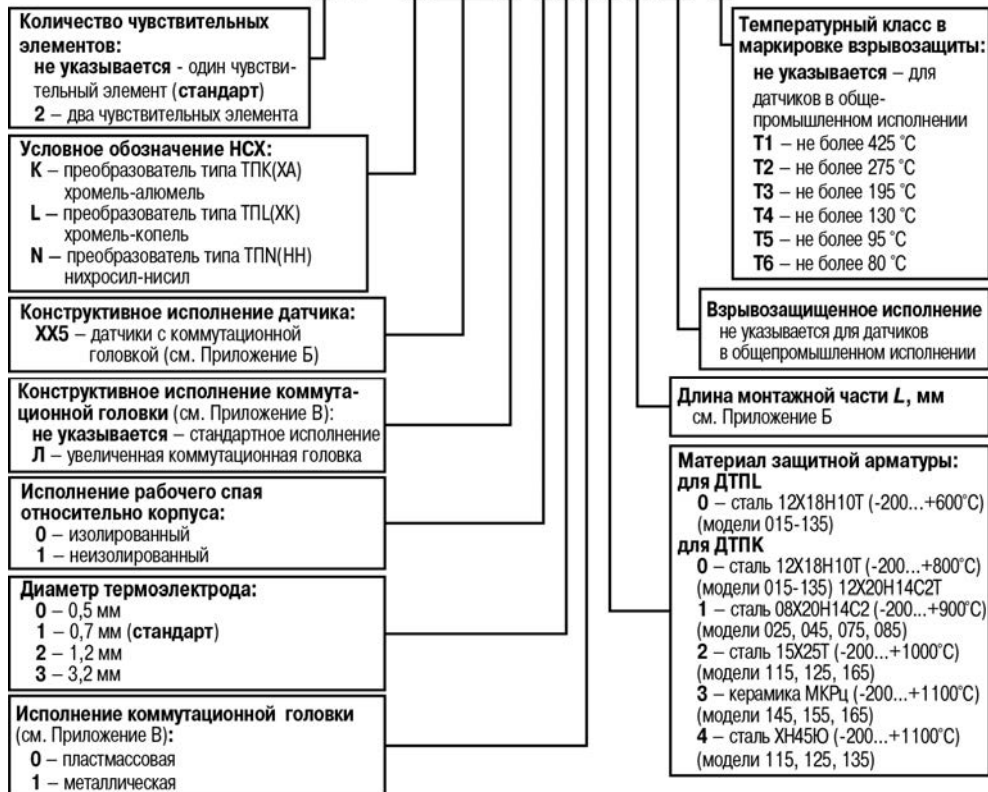 Количество чувствительных
элементов:
не указывается - один чувстви-
тельный элемент (стандарт)
2 – два чувствительных элемента
Условное обозначение НСХ:
K – преобразователь типа ТПК(ХА)
хромель-алюмель
L – преобразователь типа ТПL(ХК)
хромель-копель
N – преобразователь типа ТПN(НН)
нихросил-нисил
Конструктивное исполнение датчика:
ХХ5 – датчики с коммутационной
головкой (см. Приложение Б)
Конструктивное исполнение коммута-
ционной головки (см. Приложение В):
не указывается – стандартное исполнение
Л – увеличенная коммутационная головка
Исполнение рабочего спая
относительно корпуса:
0 – изолированный
1 – неизолированный
Диаметр термоэлектрода:
0 – 0,5 мм
1 – 0,7 мм (стандарт)
2 – 1,2 мм
3 – 3,2 мм
Исполнение коммутационной головки
(см. Приложение В):
0 – пластмассовая
1 – металлическая
Температурный класс в
маркировке взрывозащиты:
не указывается – для
датчиков в обще-
промышленном исполнении
Т1 – не более 425 °С
Т2 – не более 275 °С
Т3 – не более 195 °С
Т4 – не более 130 °С
Т5 – не более 95 °С
Т6 – не более 80 °С
Взрывозащищенное исполнение
не указывается для датчиков
в общепромышленном исполнении
Длина монтажной части L, мм
см. Приложение Б
Материал защитной арматуры:
для ДТПL
0 – сталь 12Х18Н10Т (-200...+600°С)
(модели 015-135)
для ДТПК
0 – сталь 12Х18Н10Т (-200...+800°С)
(модели 015-135) 12Х20Н14С2Т
1 – сталь 08Х20Н14С2 (-200...+900°С)
(модели 025, 045, 075, 085)
2 – сталь 15Х25Т (-200...+1000°С)
(модели 115, 125, 165)
3 – керамика МКРц (-200...+1100°С)
(модели 145, 155, 165)
4 – сталь ХН45Ю (-200...+1100°С)
(модели 115, 125, 135)